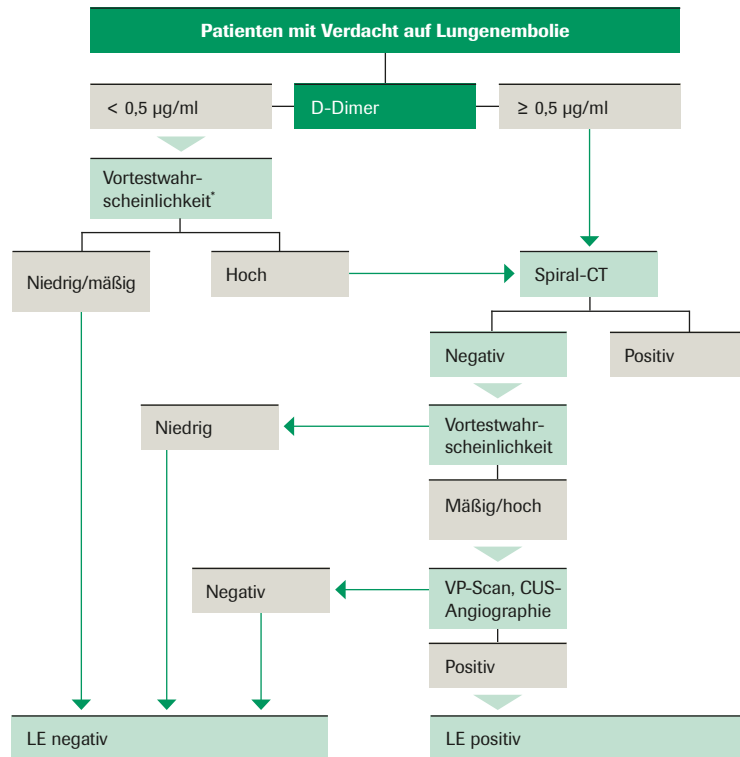 Patienten mit Verdacht auf Lungenembolie
< 0,5 µg/ml
D-Dimer
≥ 0,5 µg/ml
Vortestwahr-
scheinlichkeit*
Niedrig/mäßig
Hoch
Spiral-CT
Negativ
Positiv
Niedrig
Vortestwahr-
scheinlichkeit
Mäßig/hoch
Negativ
VP-Scan, CUS-
Angiographie
Positiv
LE negativ
LE positiv